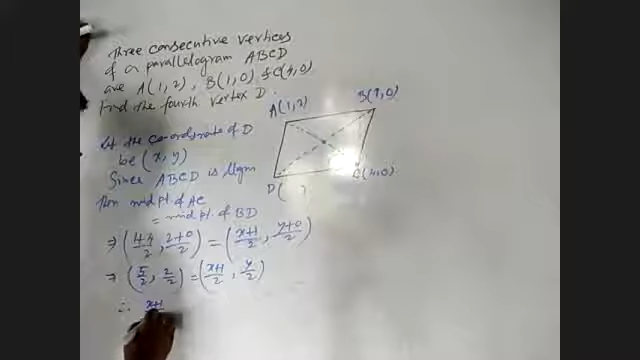 Three consecutive vertices
of a parallelogram ABCD
are A(1,2), B(1,0) & C(4,0)
Find the fourth vertex D.
A(1,2)
B(1,0)
C(4,0)
D( )
Let the co-ordinate of D
be (x,y)
Since ABCD is llgm
Then mid pt. of AC
= mid pt. of BD
⇒ (1+4/2, 2+0/2) = (x+1/2, y+0/2)
⇒ (5/2, 2/2) = (x+1/2, y/2)
∴ x+1